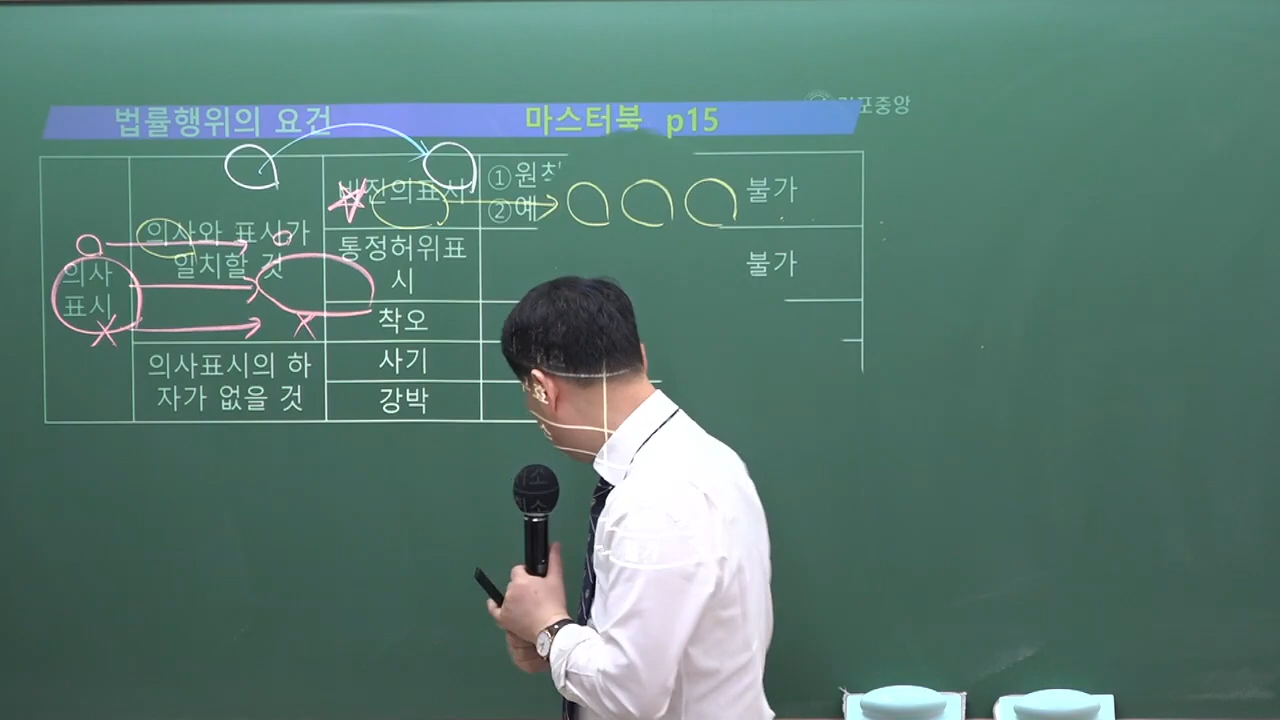 법률행위의 요건 마스터북 p15
포중앙
의사
표시
의사와 표시가
일치할 것
비진의표시
① 원칙
② 예
불가
통정허위표
시
불가
착오
의사표시의 하
자가 없을 것
사기
강박